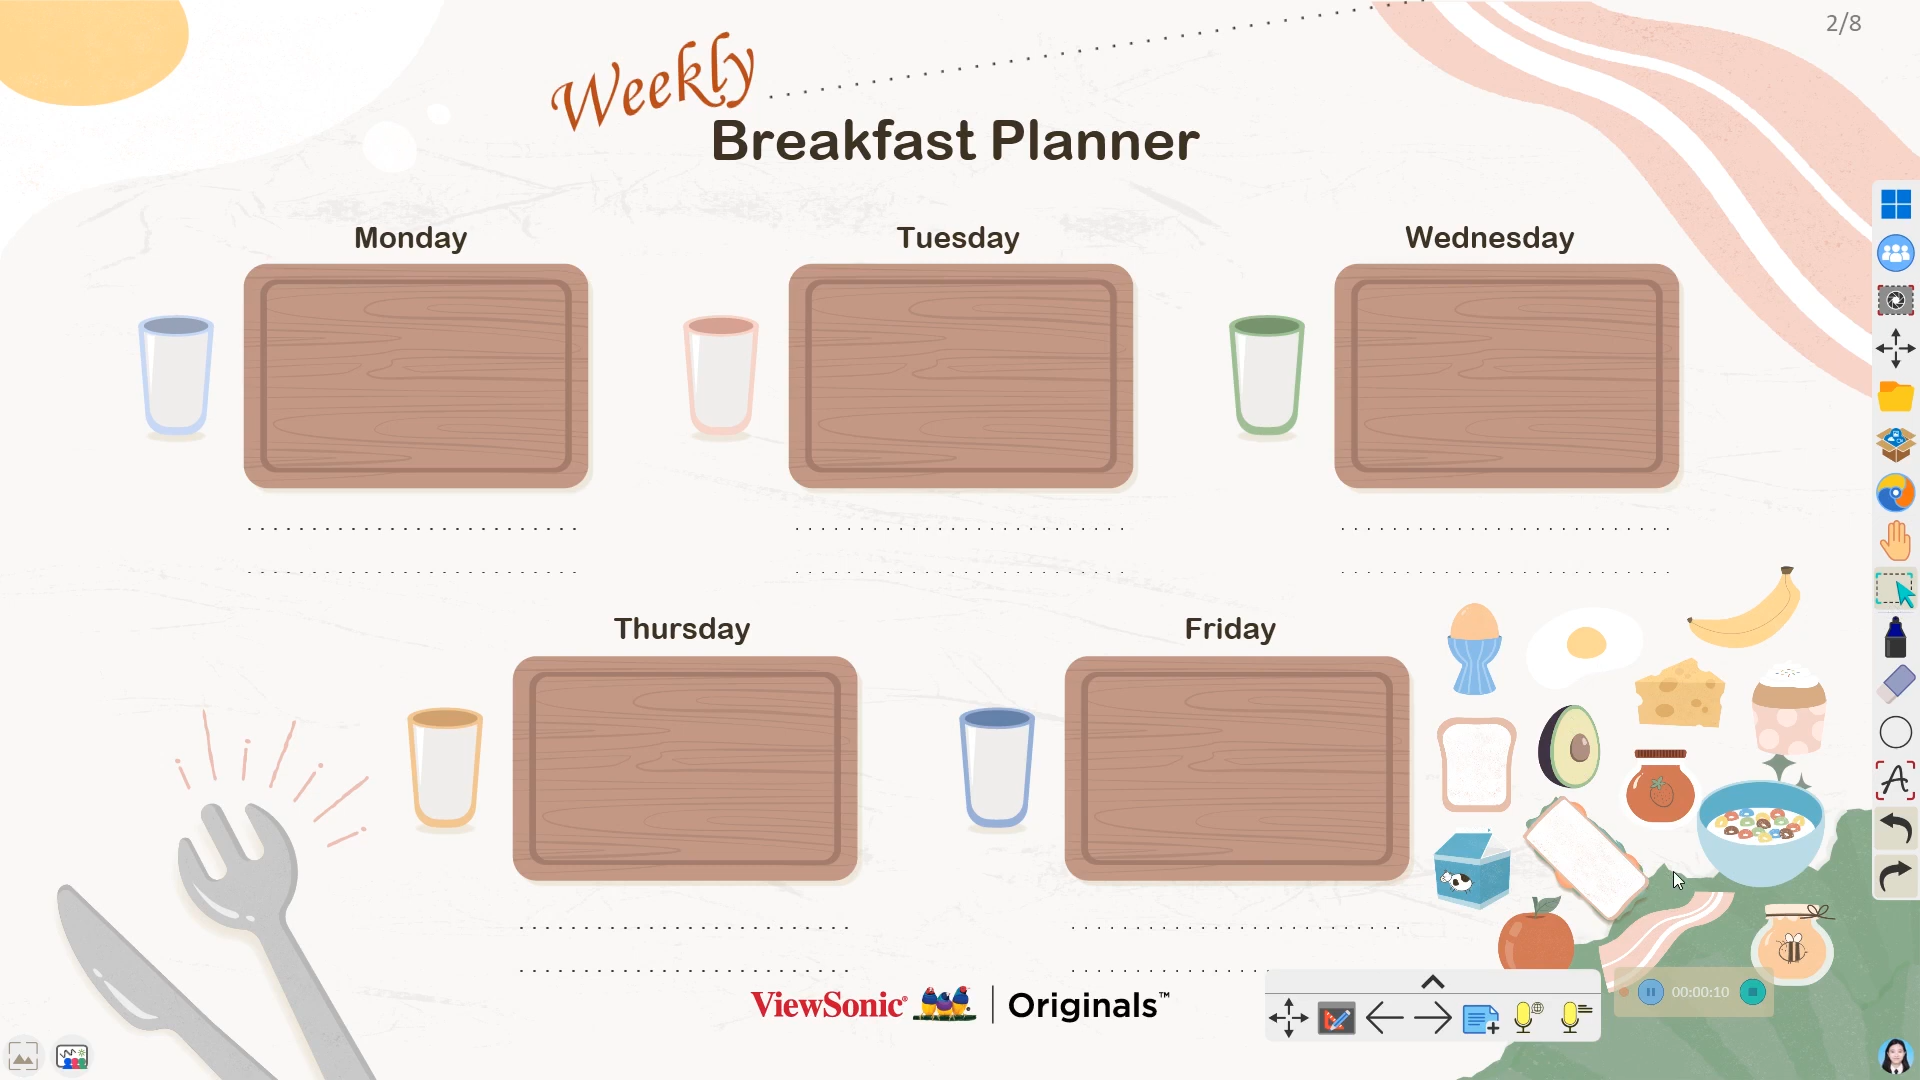 2/8
Weekly
Breakfast Planner
Monday
Tuesday
Wednesday
Thursday
Friday
ViewSonic® | Originals™
00:00:10